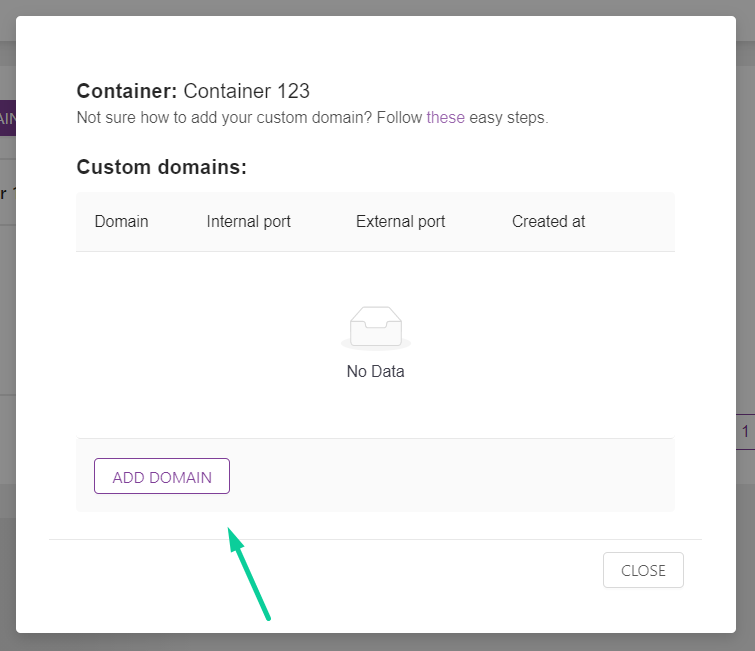 Container: Container 123
Not sure how to add your custom domain? Follow these easy steps.
Custom domains:
Domain Internal port External port Created at
No Data
1
ADD DOMAIN
CLOSE